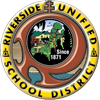 RIVERSIDE UNIFIED
Since
1871
SCHOOL DISTRICT